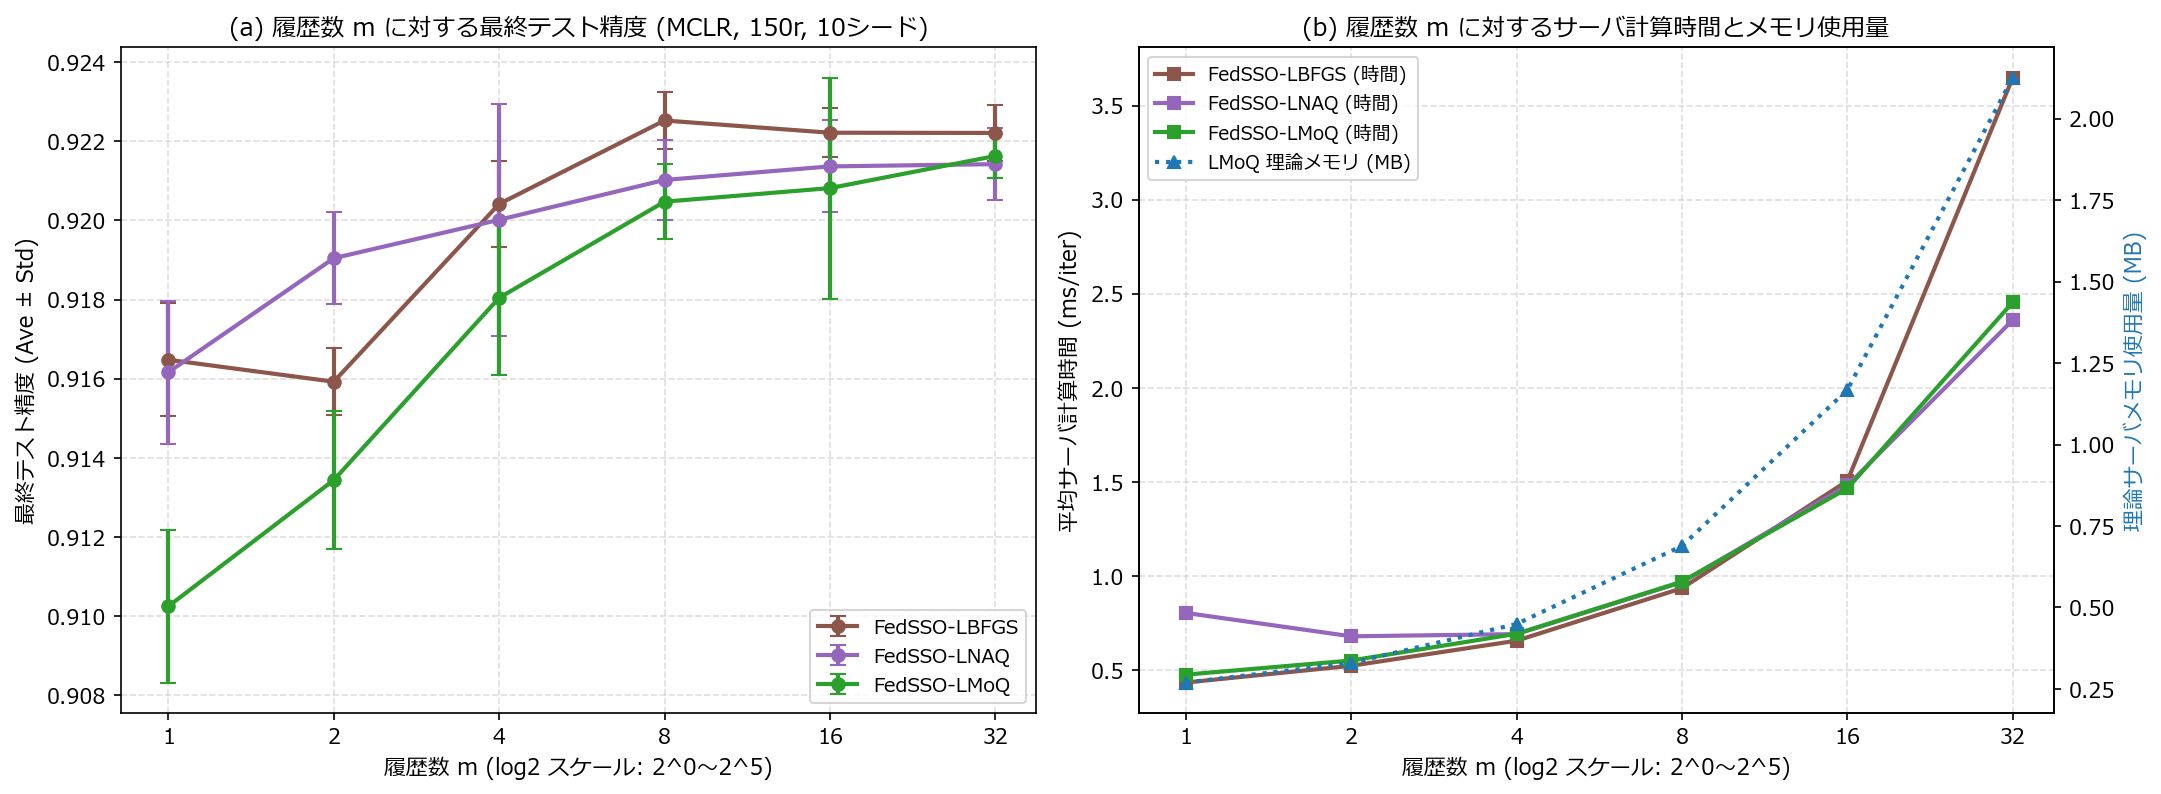 (a) 履歴数 m に対する最終テスト精度 (MCLR, 150r, 10シード)
最終テスト精度 (Ave ± Std)
0.924
0.922
0.920
0.918
0.916
0.914
0.912
0.910
0.908
FedSSO-LBFGS
FedSSO-LNAQ
FedSSO-LMoQ
1
2
4
8
16
32
履歴数 m (log2 スケール: 2^0～2^5)
(b) 履歴数 m に対するサーバ計算時間とメモリ使用量
平均サーバ計算時間 (ms/iter)
3.5
3.0
2.5
2.0
1.5
1.0
0.5
FedSSO-LBFGS (時間)
FedSSO-LNAQ (時間)
FedSSO-LMoQ (時間)
LMoQ 理論メモリ (MB)
2.00
1.75
1.50
1.25
1.00
0.75
0.50
0.25
理論サーバメモリ使用量 (MB)
1
2
4
8
16
32
履歴数 m (log2 スケール: 2^0～2^5)